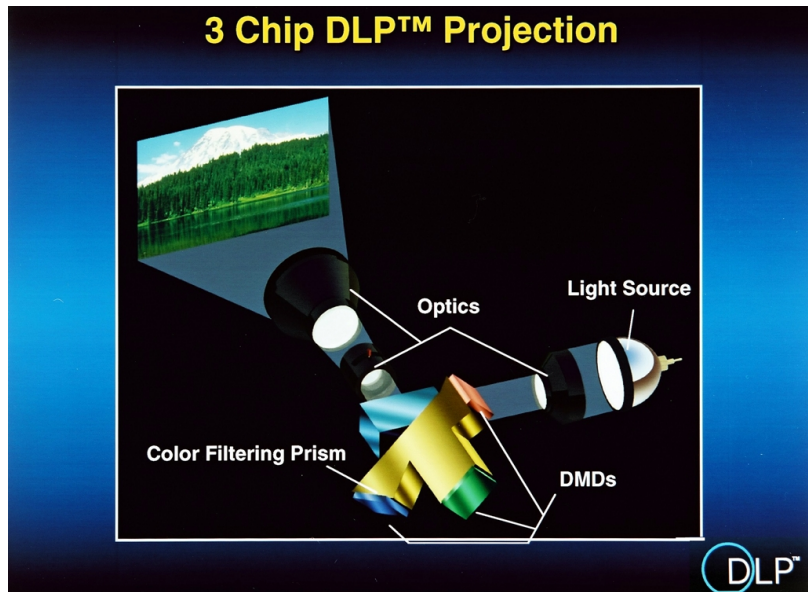 3 Chip DLP™ Projection
Light Source
Optics
Color Filtering Prism
DMDs
DLP™